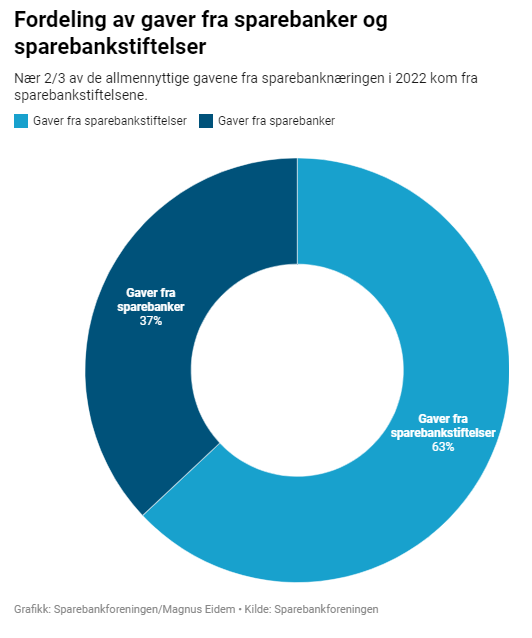 Fordeling av gaver fra sparebanker og
sparebankstiftelser
Nær 2/3 av de allmennyttige gavene fra sparebanknæringen i 2022 kom fra
sparebankstiftelsene.
Gaver fra sparebankstiftelser Gaver fra sparebanker
Gaver fra
sparebanker
37%
Gaver fra
sparebankstiftelser
63%
Grafikk: Sparebankforeningen/Magnus Eidem • Kilde: Sparebankforeningen